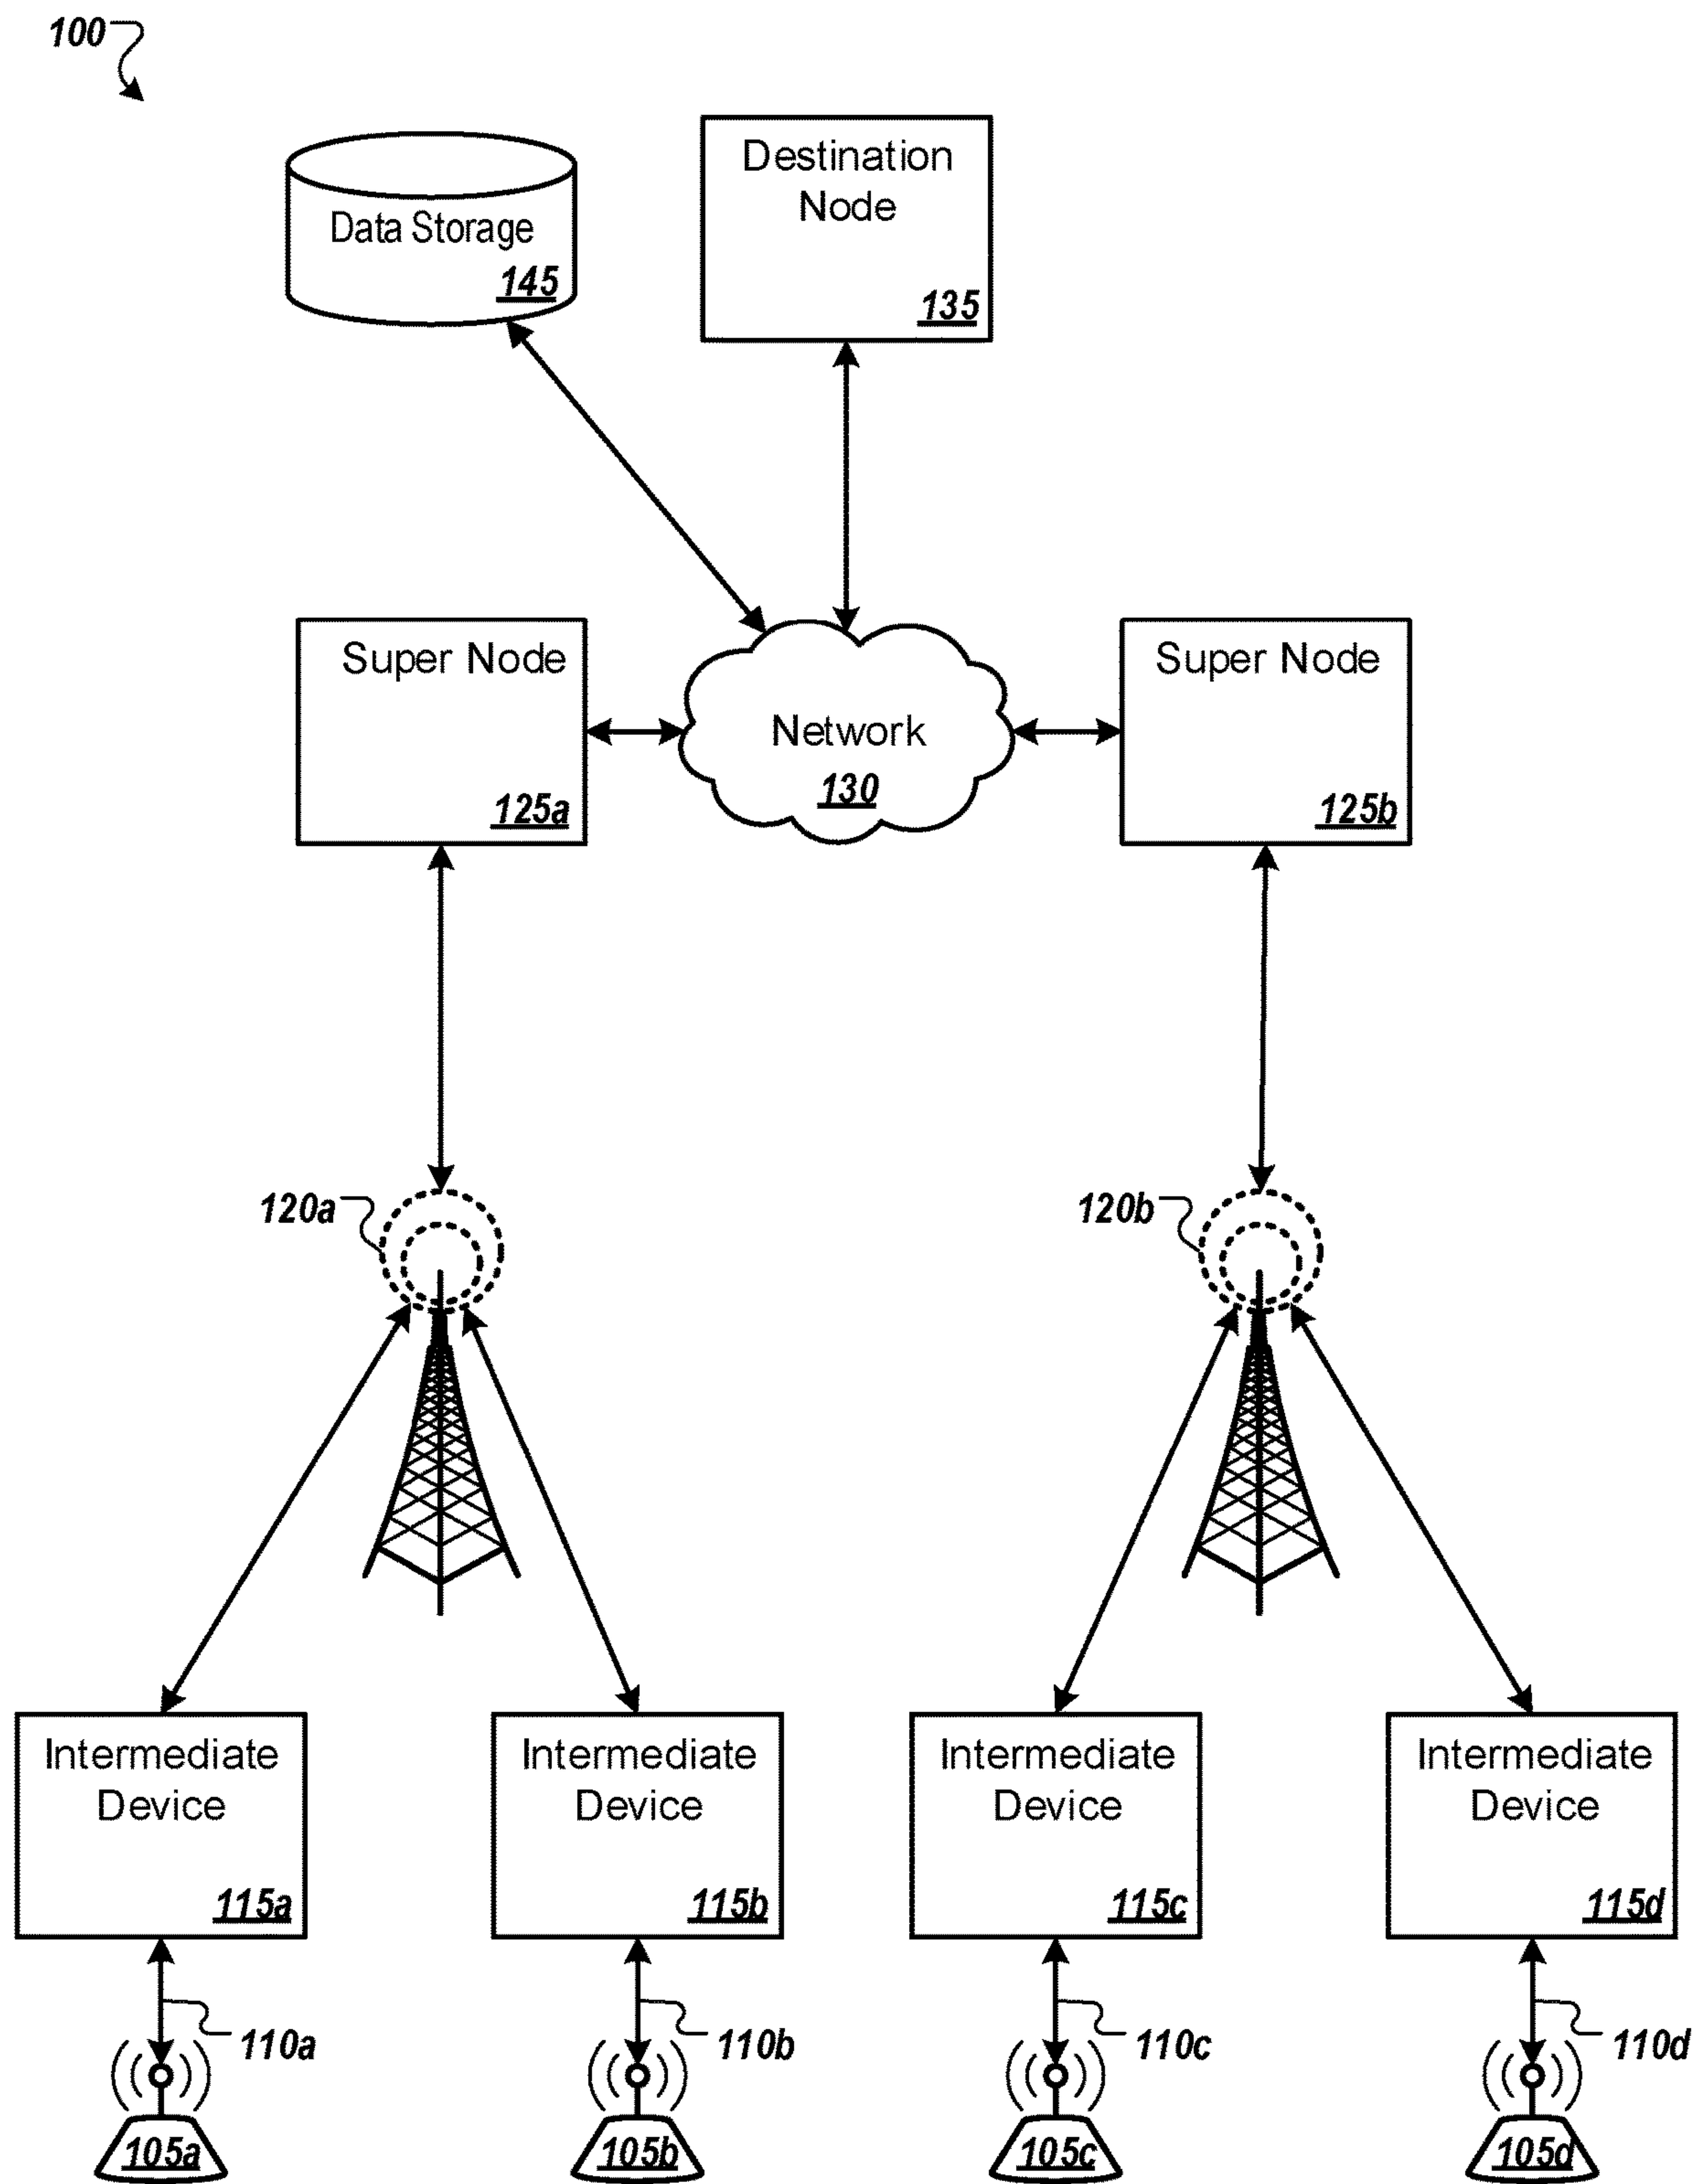 100
Data Storage
145
Destination
Node
135
Super Node
125a
Network
130
Super Node
125b
120a
120b
Intermediate
Device
115a
Intermediate
Device
115b
Intermediate
Device
115c
Intermediate
Device
115d
110a
110b
110c
110d
105a
105b
105c
105d